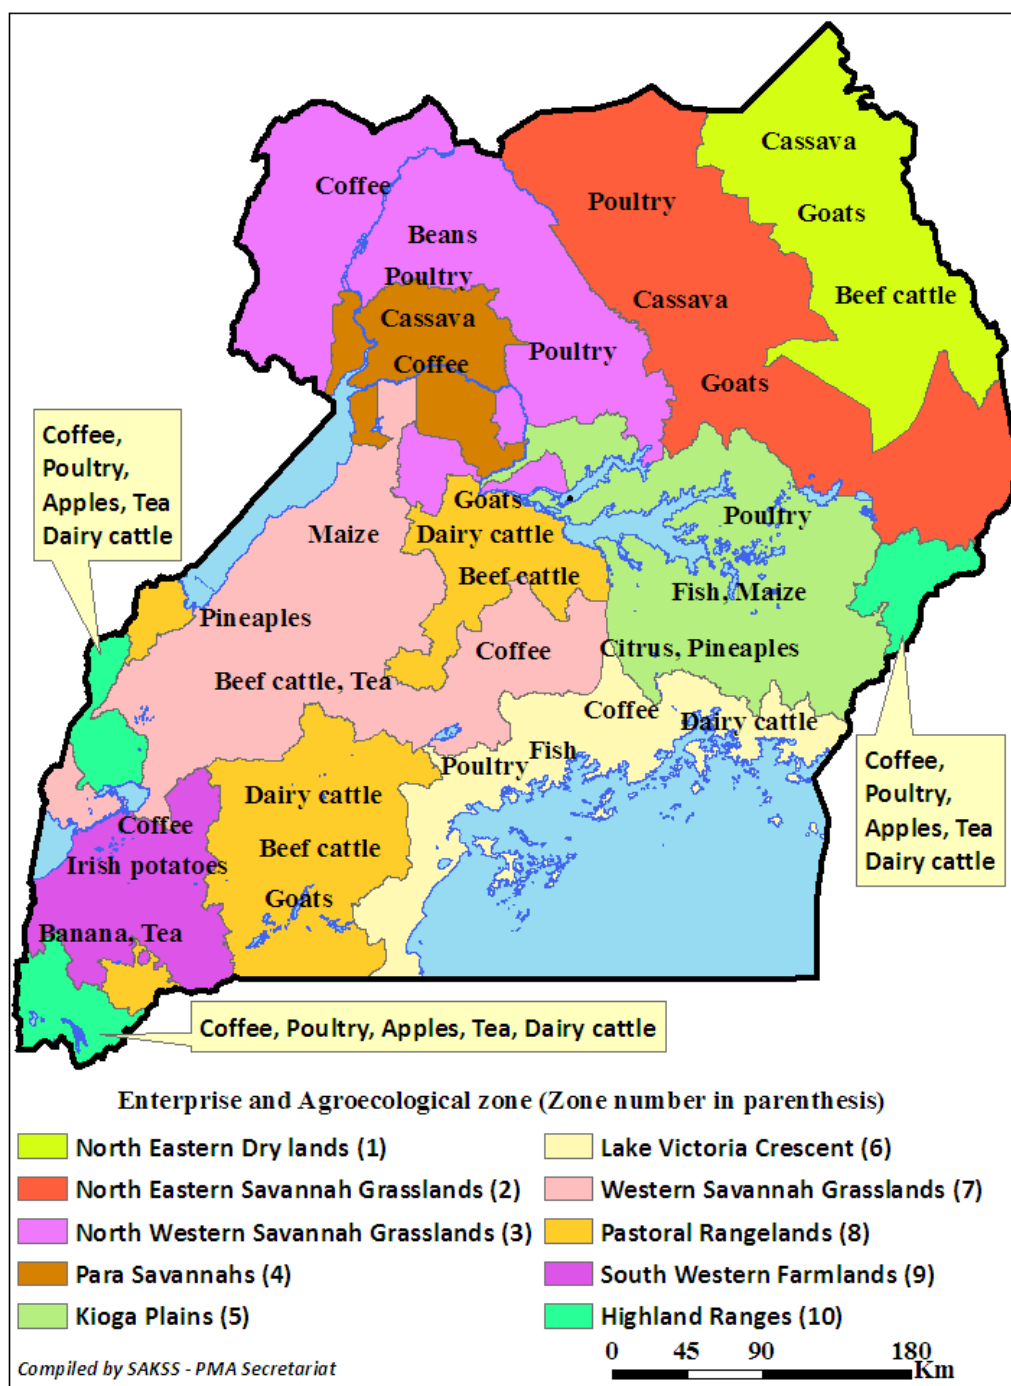 Cassava
Coffee
Poultry
Goats
Beans
Poultry
Beef cattle
Cassava
Cassava
Poultry
Coffee
Goats
Coffee,
Poultry,
Apples, Tea
Dairy cattle
Goats
Poultry
Maize
Dairy cattle
Beef cattle
Fish, Maize
Pineaples
Coffee
Citrus, Pineaples
Beef cattle, Tea
Coffee
Dairy cattle
Fish
Poultry
Coffee,
Poultry,
Apples, Tea
Dairy cattle
Dairy cattle
Coffee
Beef cattle
Irish potatoes
Goats
Banana, Tea
Coffee, Poultry, Apples, Tea, Dairy cattle
Enterprise and Agroecological zone (Zone number in parenthesis)
North Eastern Dry lands (1)
North Eastern Savannah Grasslands (2)
North Western Savannah Grasslands (3)
Para Savannahs (4)
Kioga Plains (5)
Lake Victoria Crescent (6)
Western Savannah Grasslands (7)
Pastoral Rangelands (8)
South Western Farmlands (9)
Highland Ranges (10)
Compiled by SAKSS - PMA Secretariat
0 45 90 180
Km